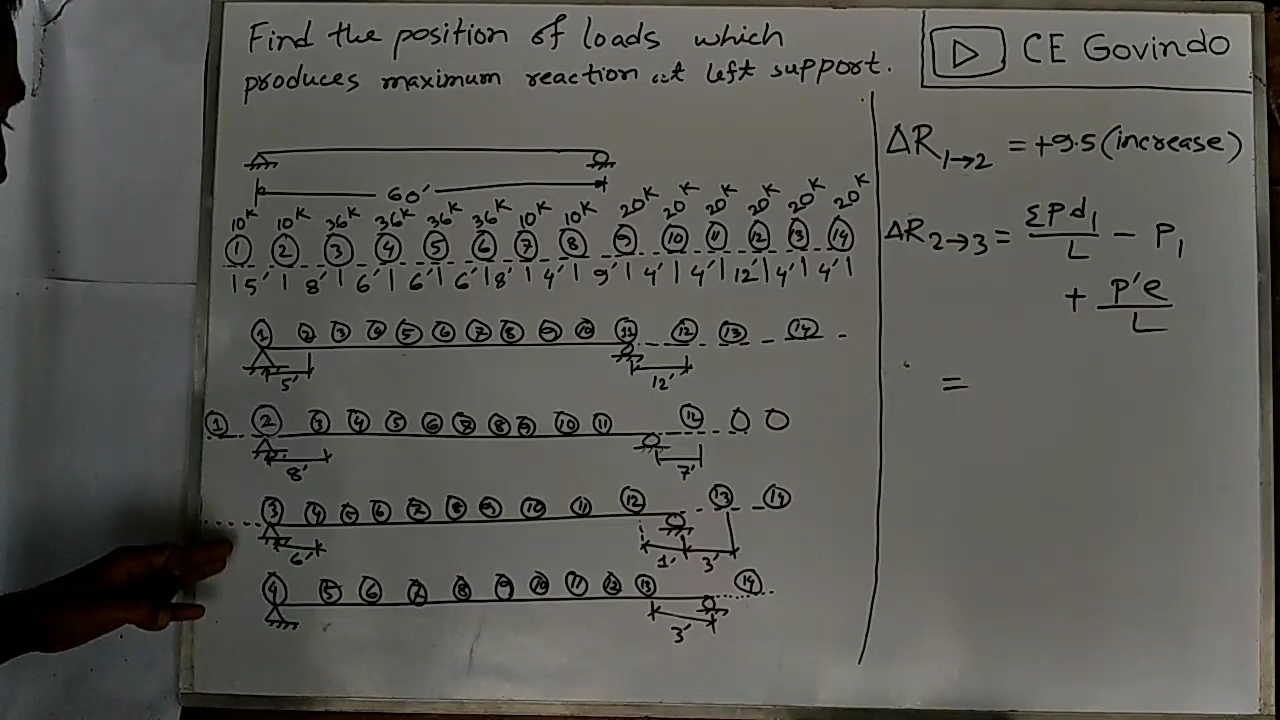 Find the position of loads which
produces maximum reaction at left support.
CE Govindo
60'
10K 10K 36K 36K 36K 36K 10K 10K 20K 20K 20K 20K 20K 20K
1 2 3 4 5 6 7 8 9 10 11 12 13 14
5' 8' 6' 6' 6' 8' 4' 9' 4' 4' 12' 4' 4'
1 2 3 4 5 6 7 8 9 10 11 12 13 14
5' 12'
1 2 3 4 5 6 7 8 9 10 11 12
8' 7'
3 4 5 6 7 8 9 10 11 12 13 14
6' 1' 3'
4 5 6 7 8 9 10 11 12 13 14
3'
ΔR1→2 = +9.5 (increase)
ΔR2→3 = ΣPd1/L - P1
+ P'e/L
=